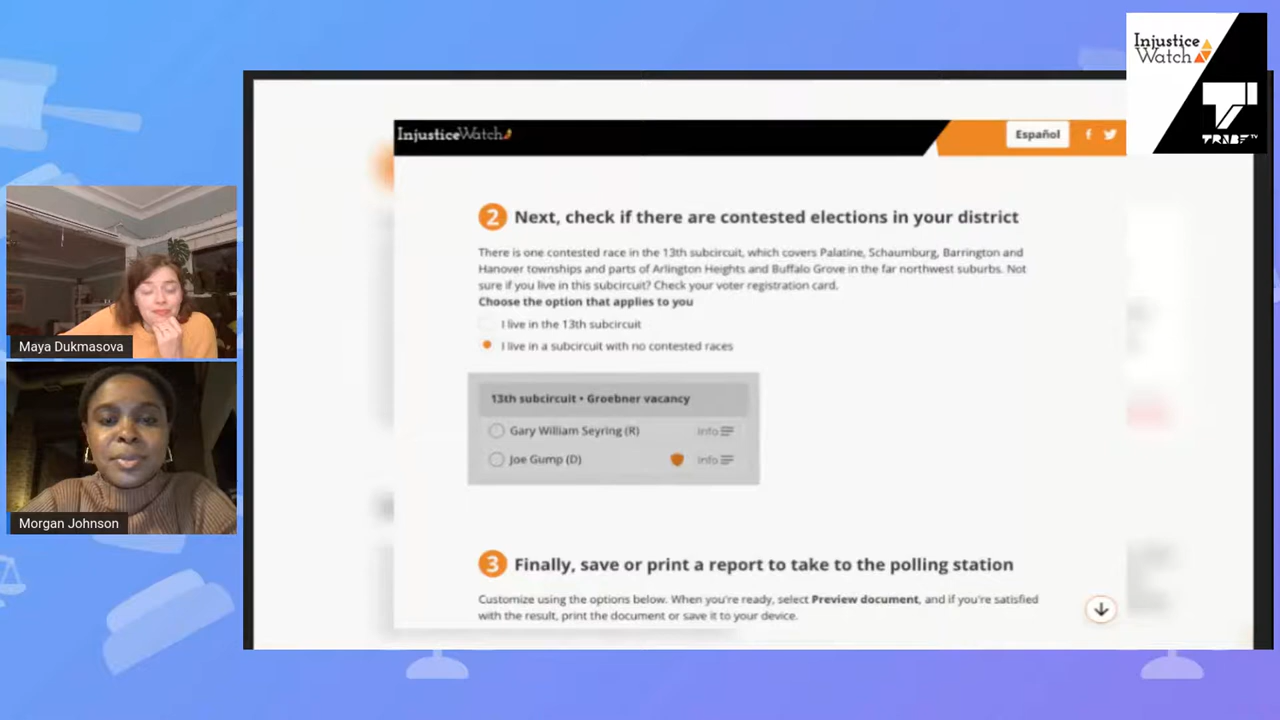 Injustice
Watch
TRiBE TV
InjusticeWatch
Español
2 Next, check if there are contested elections in your district
There is one contested race in the 13th subcircuit, which covers Palatine, Schaumburg, Barrington and
Hanover townships and parts of Arlington Heights and Buffalo Grove in the far northwest suburbs. Not
sure if you live in this subcircuit? Check your voter registration card.
Choose the option that applies to you
I live in the 13th subcircuit
I live in a subcircuit with no contested races
13th subcircuit • Groebner vacancy
Gary William Seyring (R) Info
Joe Gump (D) Info
3 Finally, save or print a report to take to the polling station
Customize using the options below. When you're ready, select Preview document, and if you're satisfied
with the result, print the document or save it to your device.
Maya Dukmasova
Morgan Johnson